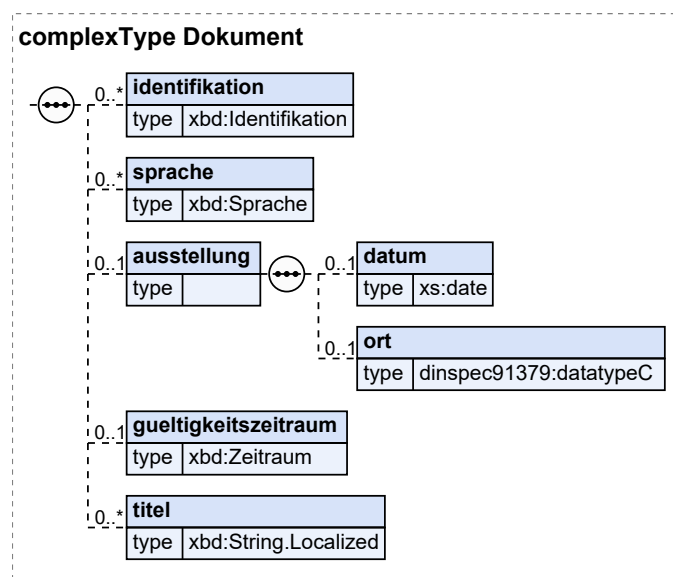 complexType Dokument
0..* identifikation
type xbd:Identifikation
0..* sprache
type xbd:Sprache
0..1 ausstellung 0..1 datum
type type xs:date
0..1 ort
type dinspec91379:datatypeC
0..1 gueltigkeitszeitraum
type xbd:Zeitraum
0..* titel
type xbd:String.Localized